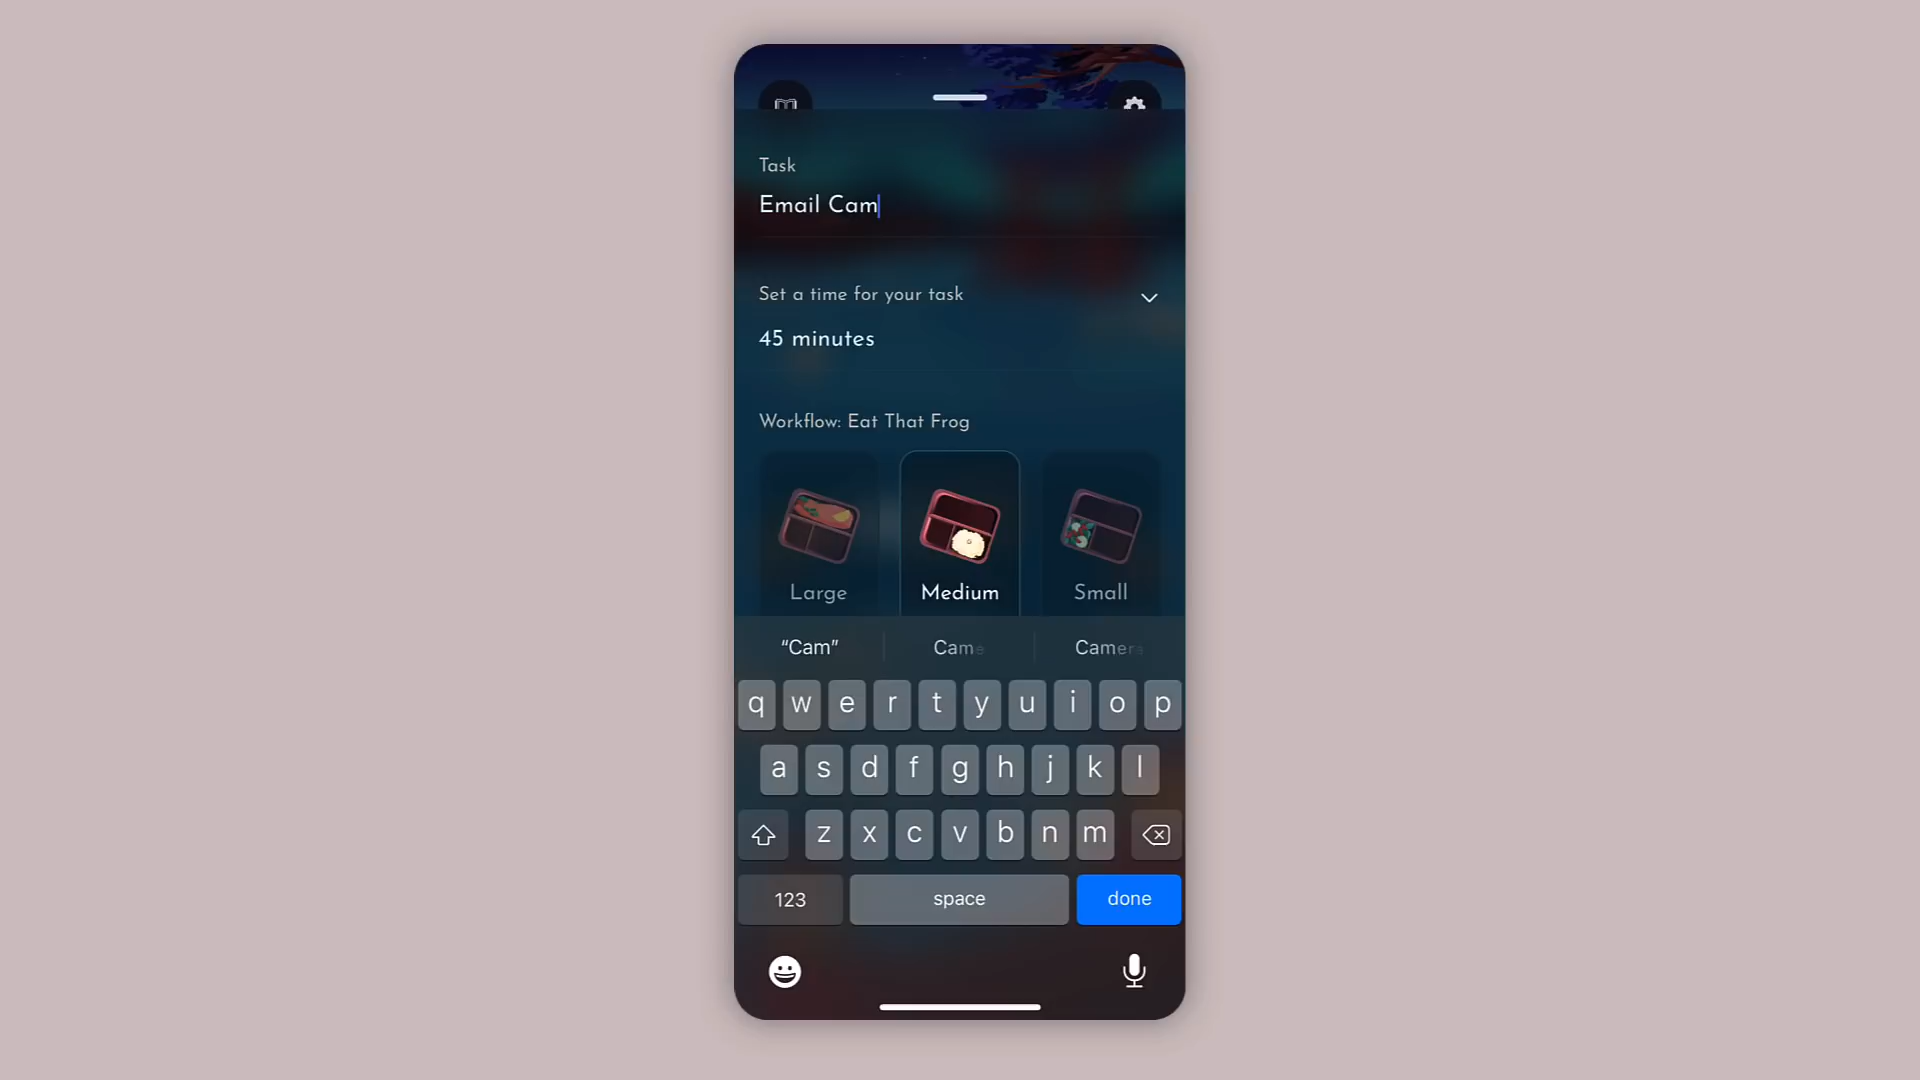 Task
Email Cam
Set a time for your task
45 minutes
Workflow: Eat That Frog
Large Medium Small
“Cam” Came Camera
q w e r t y u i o p
a s d f g h j k l
z x c v b n m
123 space done